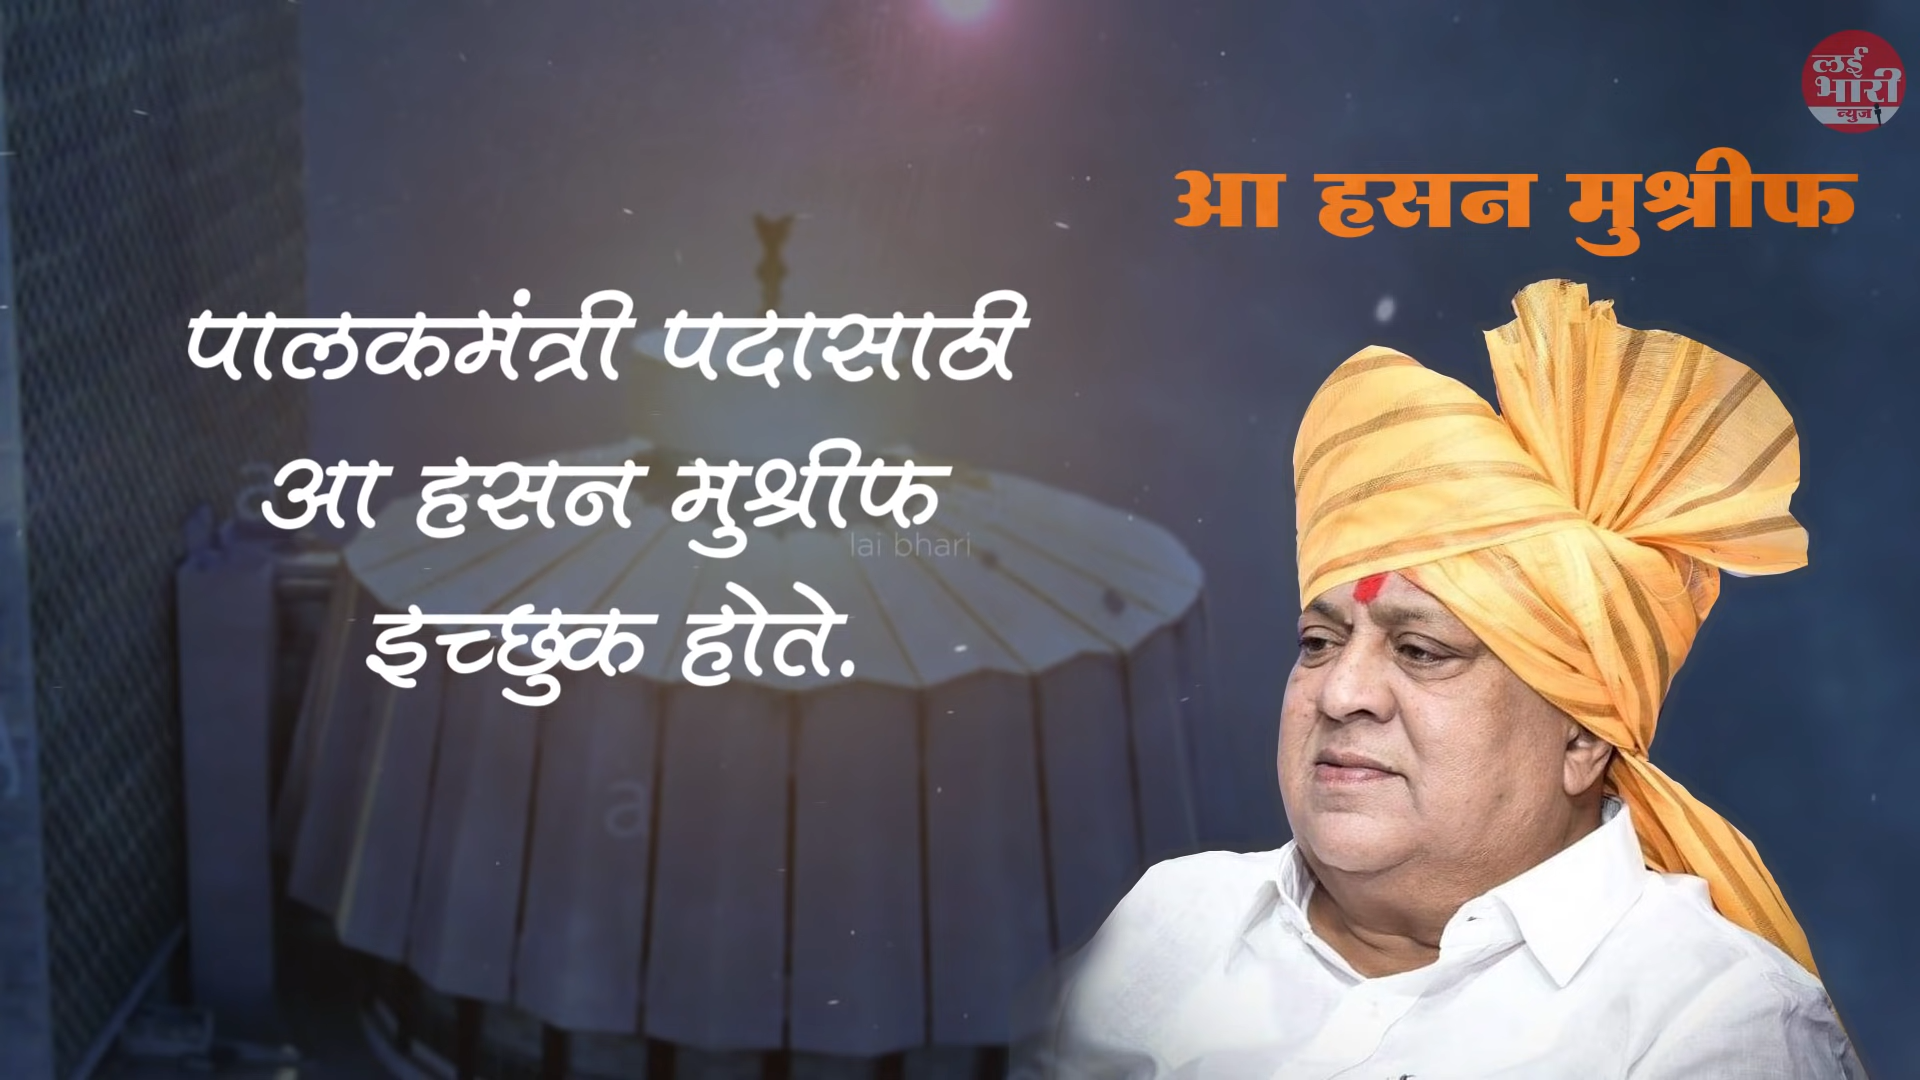 लई
भारी
न्युज
आ हसन मुश्रीफ
पालकमंत्री पदासाठी
आ हसन मुश्रीफ
lai bhari
इच्छुक होते.